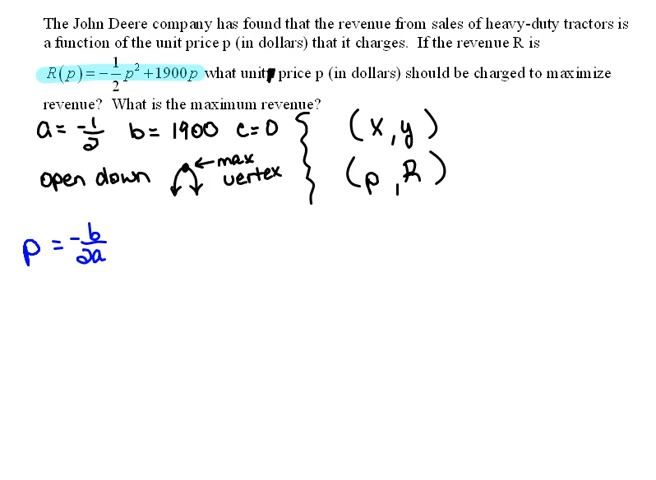 The John Deere company has found that the revenue from sales of heavy-duty tractors is
a function of the unit price p (in dollars) that it charges. If the revenue R is
R(p) = -1/2 p² + 1900p what unit price p (in dollars) should be charged to maximize
revenue? What is the maximum revenue?
a = -1/2 b = 1900 c = 0 (x, y)
open down ←max vertex (p, R)
p = -b/2a